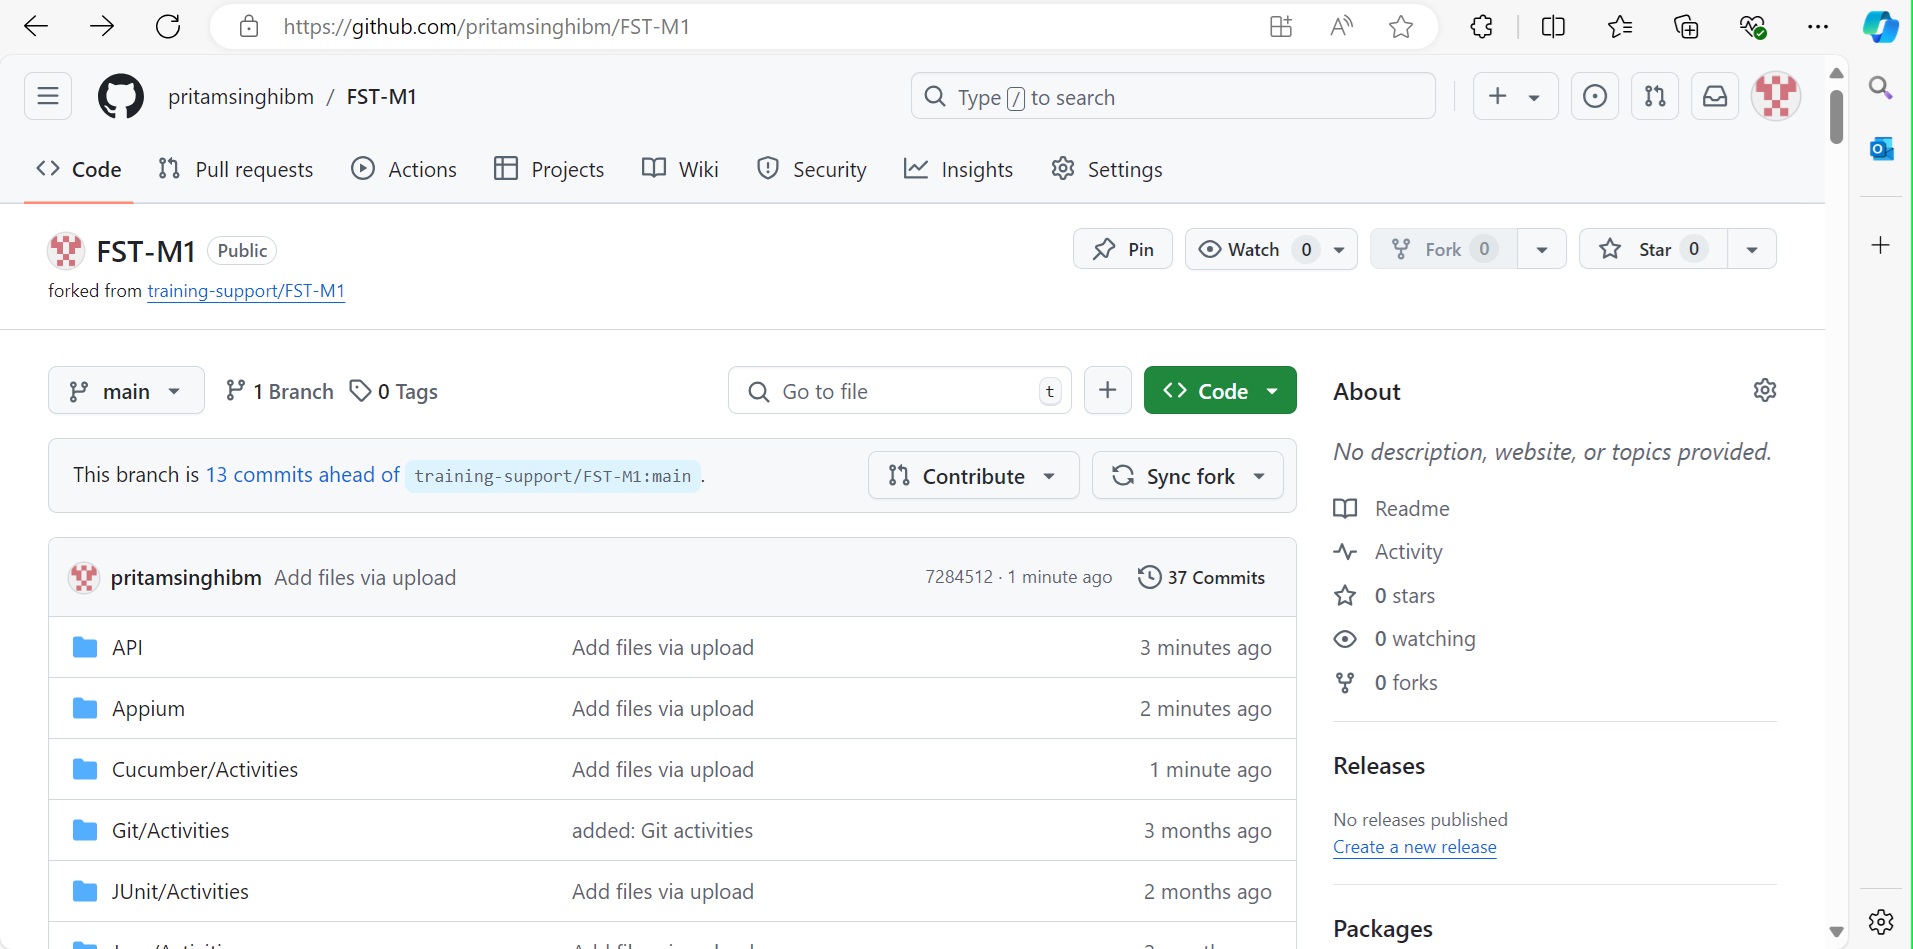 https://github.com/pritamsinghibm/FST-M1
pritamsinghibm / FST-M1
Type / to search
Code Pull requests Actions Projects Wiki Security Insights Settings
FST-M1 Public
Pin Watch 0 Fork 0 Star 0
forked from training-support/FST-M1
main 1 Branch 0 Tags Go to file t + Code
About
No description, website, or topics provided.
This branch is 13 commits ahead of training-support/FST-M1:main . Contribute Sync fork
Readme
Activity
0 stars
0 watching
0 forks
pritamsinghibm Add files via upload 7284512 · 1 minute ago 37 Commits
API Add files via upload 3 minutes ago
Appium Add files via upload 2 minutes ago
Cucumber/Activities Add files via upload 1 minute ago
Git/Activities added: Git activities 3 months ago
JUnit/Activities Add files via upload 2 months ago
Releases
No releases published
Create a new release
Packages